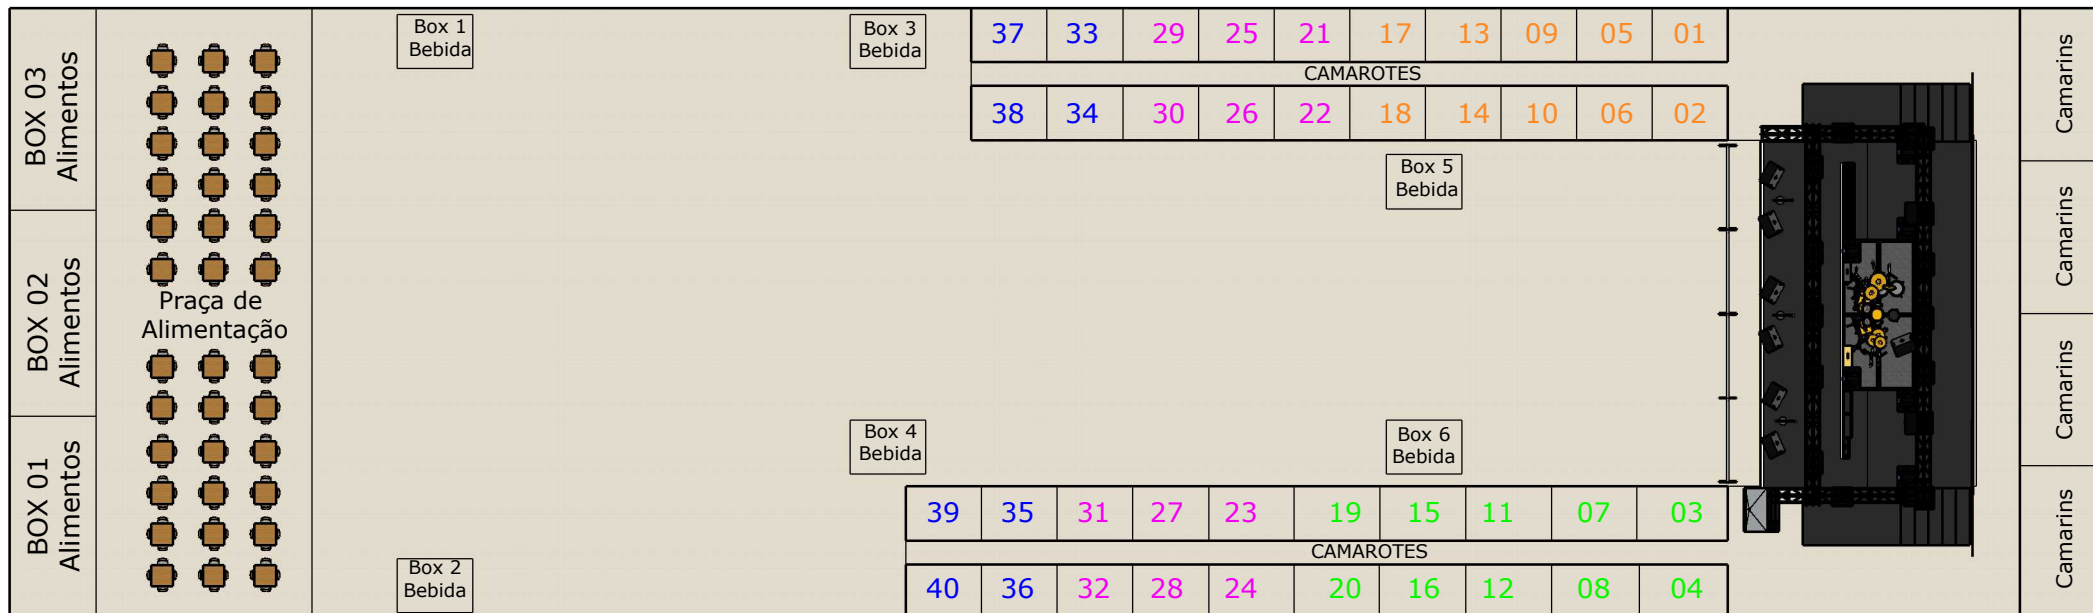 BOX 03
Alimentos
BOX 02
Alimentos
BOX 01
Alimentos
Praça de
Alimentação
Box 1
Bebida
Box 2
Bebida
Box 3
Bebida
Box 4
Bebida
37 33 29 25 21 17 13 09 05 01
CAMAROTES
38 34 30 26 22 18 14 10 06 02
Box 5
Bebida
Box 6
Bebida
39 35 31 27 23 19 15 11 07 03
CAMAROTES
40 36 32 28 24 20 16 12 08 04
Camarins
Camarins
Camarins
Camarins